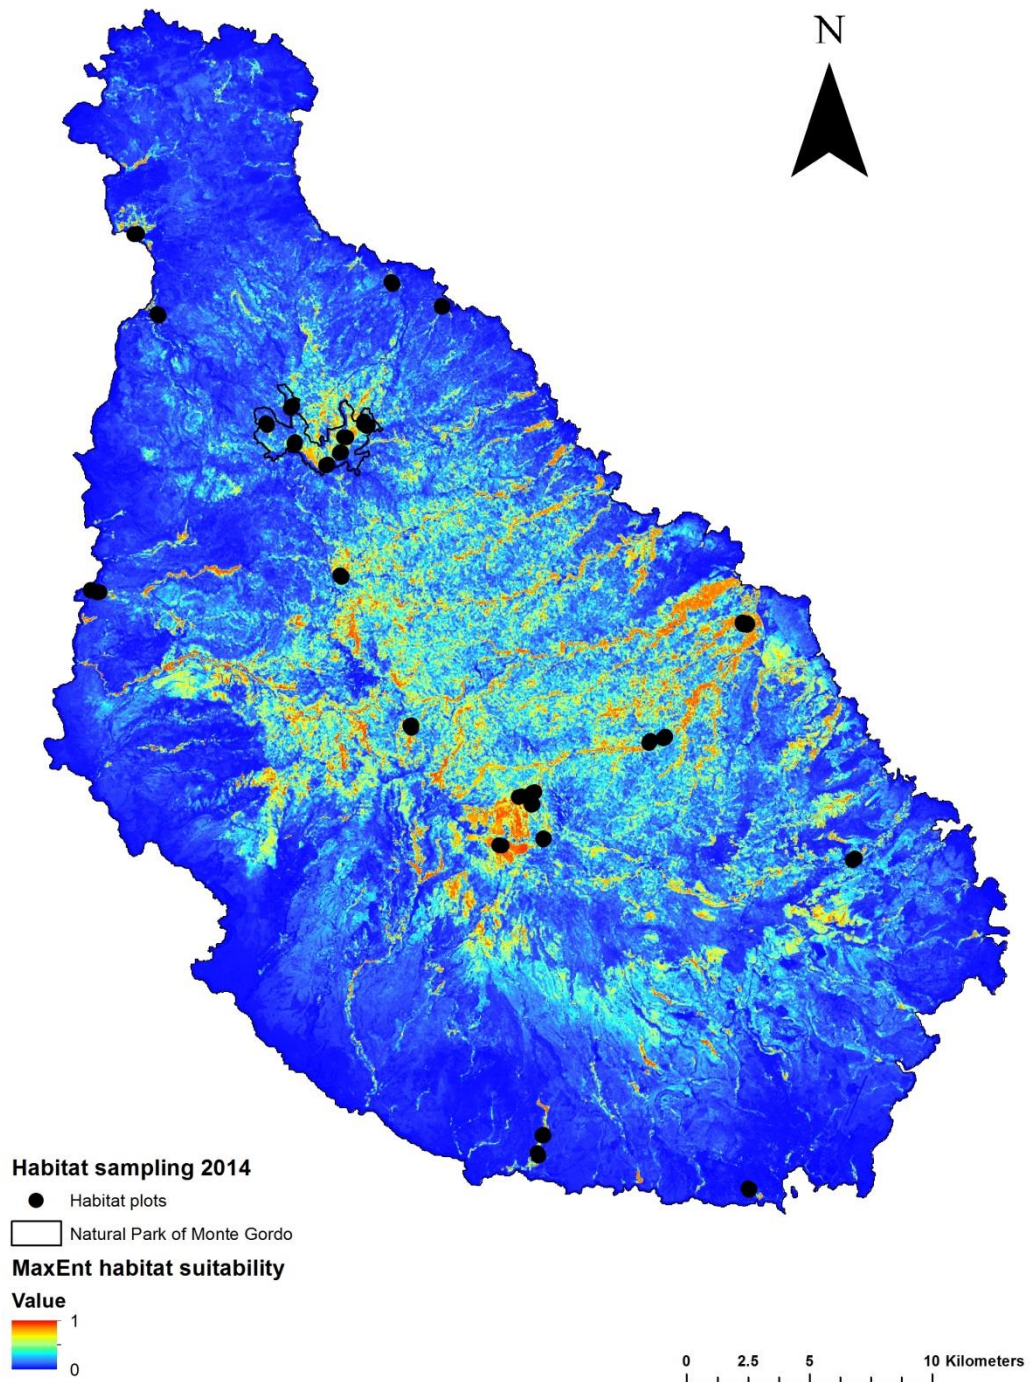 N
Habitat sampling 2014
Habitat plots
Natural Park of Monte Gordo
MaxEnt habitat suitability
Value
1
0
0 2.5 5 10 Kilometers